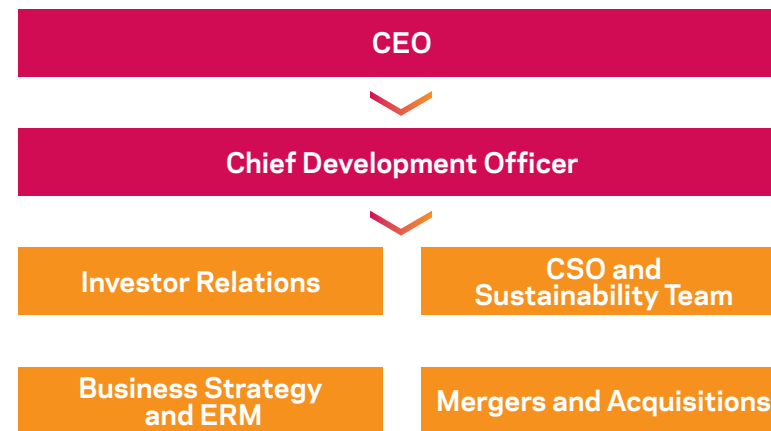 CEO
Chief Development Officer
Investor Relations
CSO and
Sustainability Team
Business Strategy
and ERM
Mergers and Acquisitions